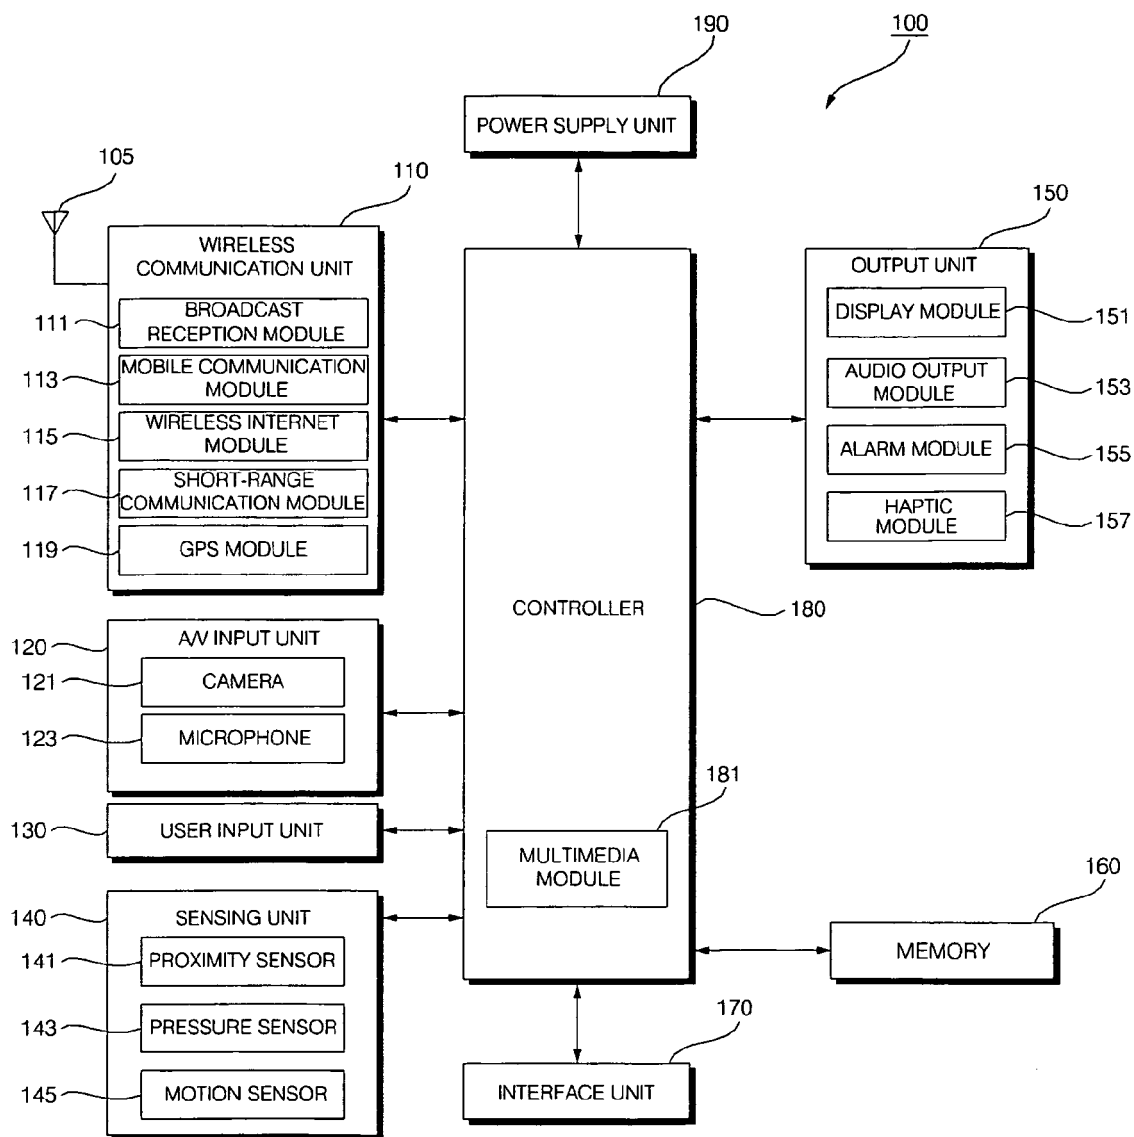 190
100
POWER SUPPLY UNIT
105
110
WIRELESS
COMMUNICATION UNIT
111
BROADCAST
RECEPTION MODULE
113
MOBILE COMMUNICATION
MODULE
115
WIRELESS INTERNET
MODULE
117
SHORT-RANGE
COMMUNICATION MODULE
119
GPS MODULE
120
A/V INPUT UNIT
121
CAMERA
123
MICROPHONE
130
USER INPUT UNIT
140
SENSING UNIT
141
PROXIMITY SENSOR
143
PRESSURE SENSOR
145
MOTION SENSOR
CONTROLLER
180
181
MULTIMEDIA
MODULE
150
OUTPUT UNIT
DISPLAY MODULE
151
AUDIO OUTPUT
MODULE
153
ALARM MODULE
155
HAPTIC
MODULE
157
160
MEMORY
170
INTERFACE UNIT